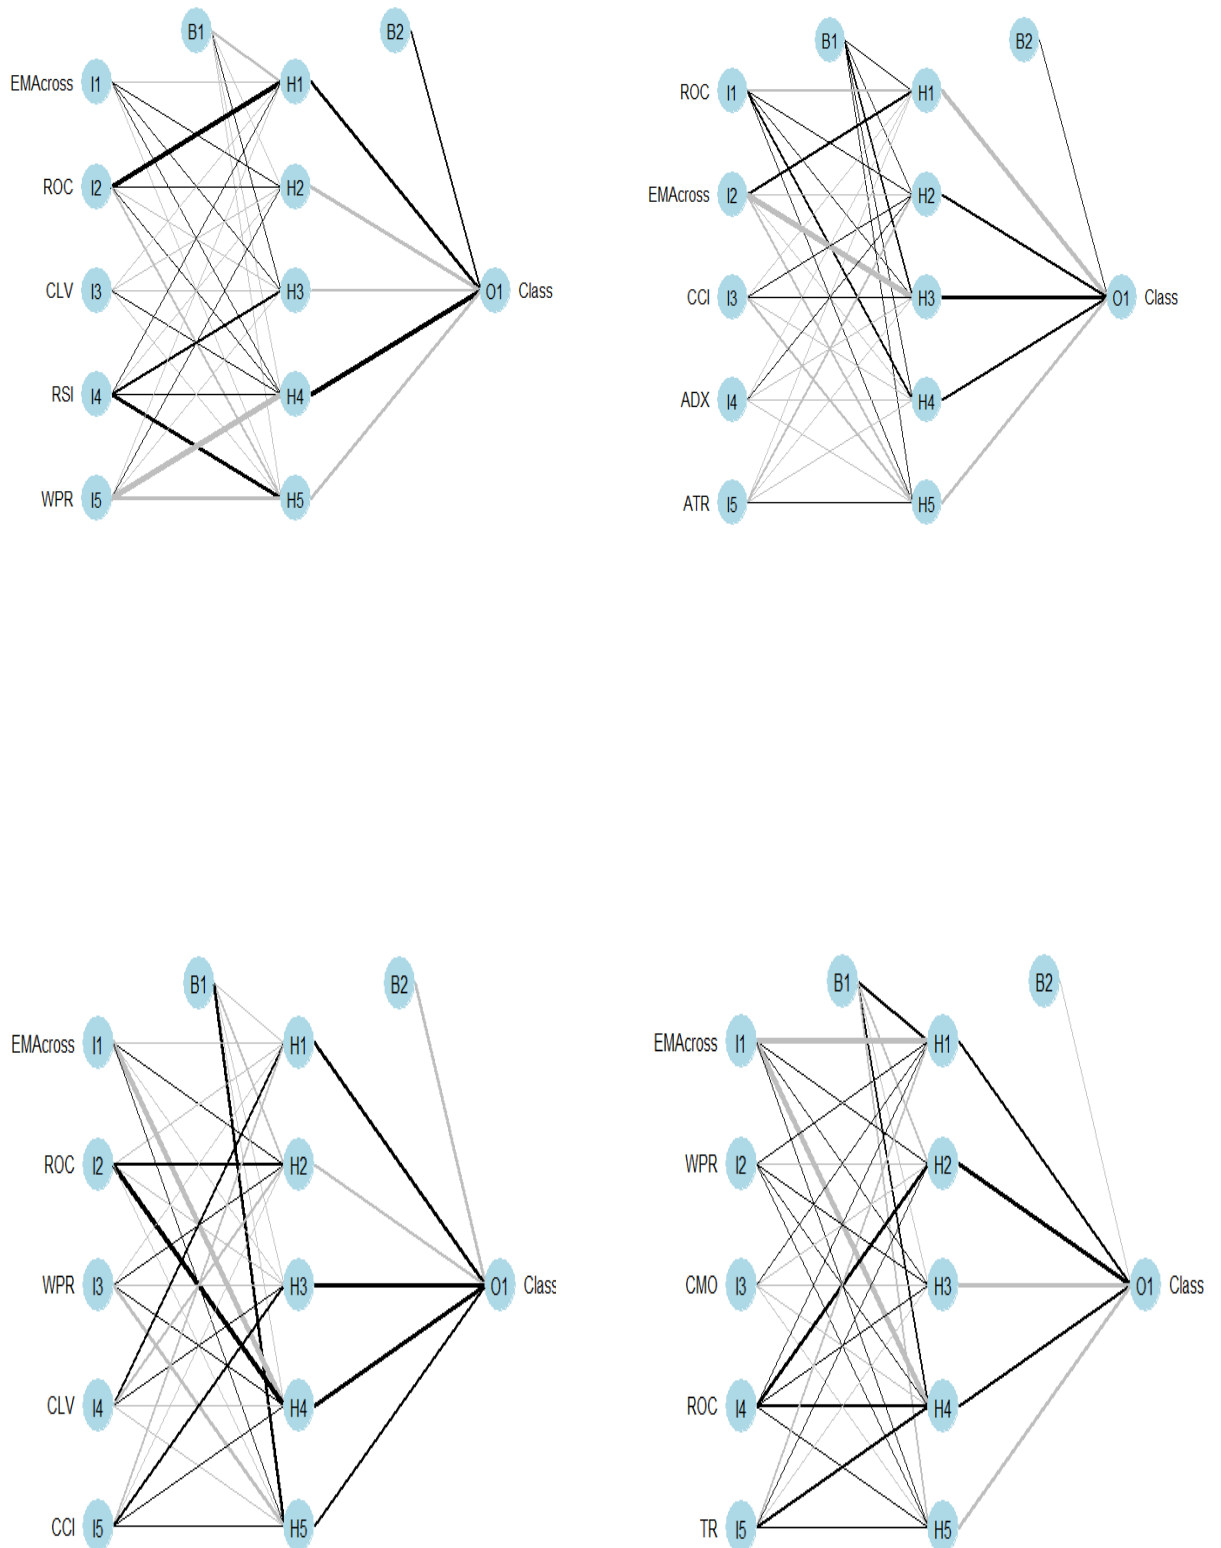 B1 B2
EMAcross I1 H1
ROC I2 H2
CLV I3 H3 O1 Class
RSI I4 H4
WPR I5 H5
B1 B2
ROC I1 H1
EMAcross I2 H2
CCI I3 H3 O1 Class
ADX I4 H4
ATR I5 H5
B1 B2
EMAcross I1 H1
ROC I2 H2
WPR I3 H3 O1 Class
CLV I4 H4
CCI I5 H5
B1 B2
EMAcross I1 H1
WPR I2 H2
CMO I3 H3 O1 Class
ROC I4 H4
TR I5 H5